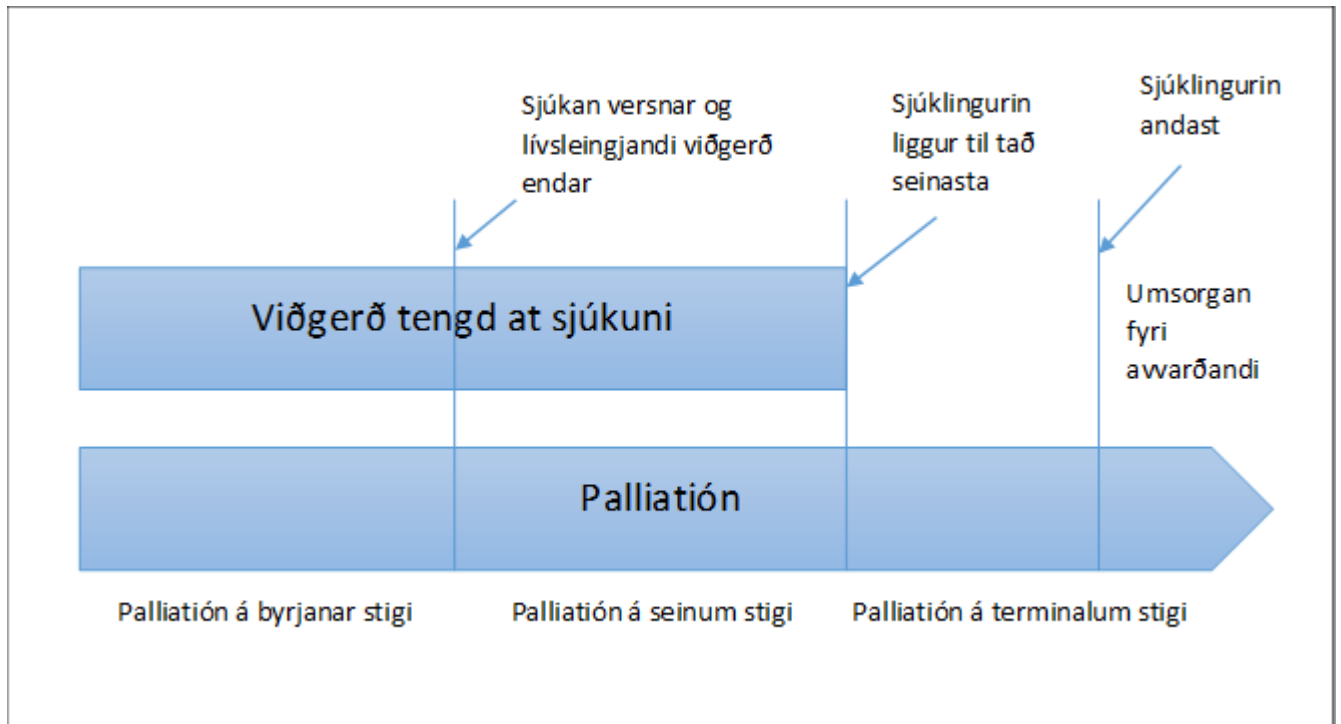 Sjúkan versnar og
lívsleingjandi viðgerð
endar
Sjúklingurin
liggur til tað
seinasta
Sjúklingurin
andast
Viðgerð tengd at sjúkuni
Umsorgan
fyri
avvarðandi
Palliatión
Palliatión á byrjanar stigi
Palliatión á seinum stigi
Palliatión á terminalum stigi